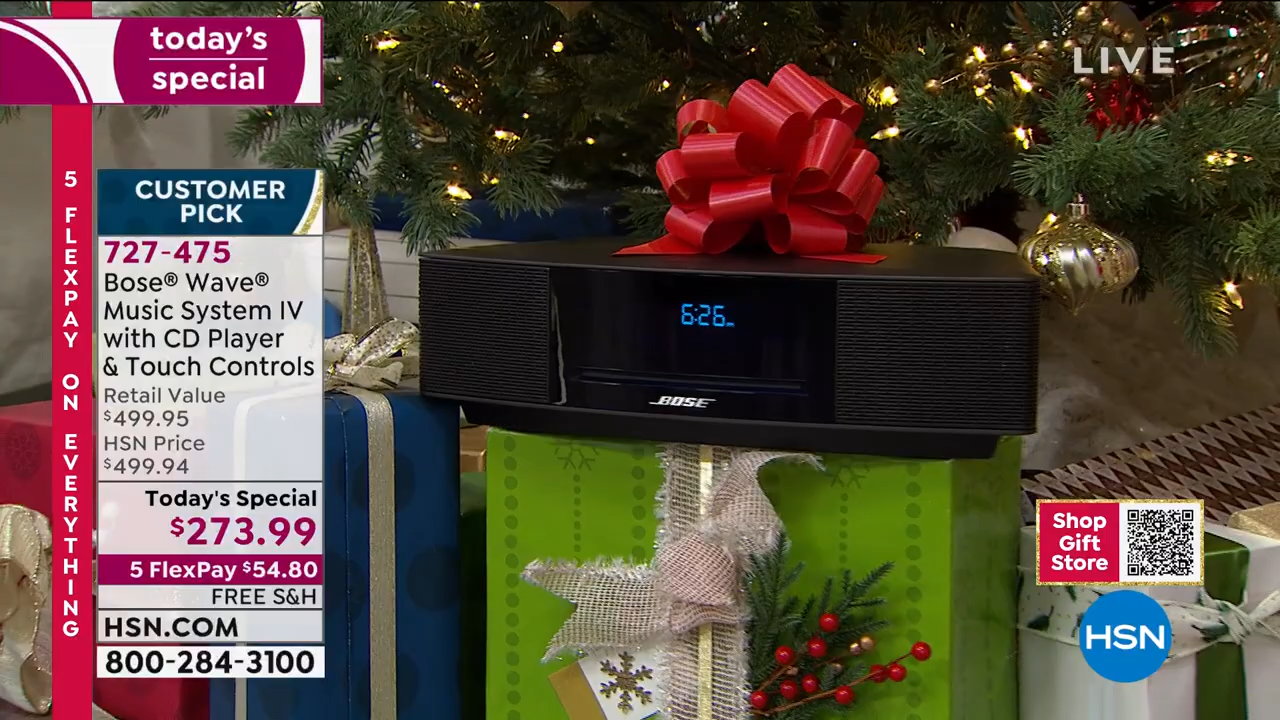 today's
special
LIVE
5 FLEXPAY ON EVERYTHING
CUSTOMER
PICK
727-475
Bose® Wave®
Music System IV
with CD Player
& Touch Controls
Retail Value
$499.95
HSN Price
$499.94
Today's Special
$273.99
5 FlexPay $54.80
FREE S&H
HSN.COM
800-284-3100
6:26
BOSE
Shop
Gift
Store
HSN